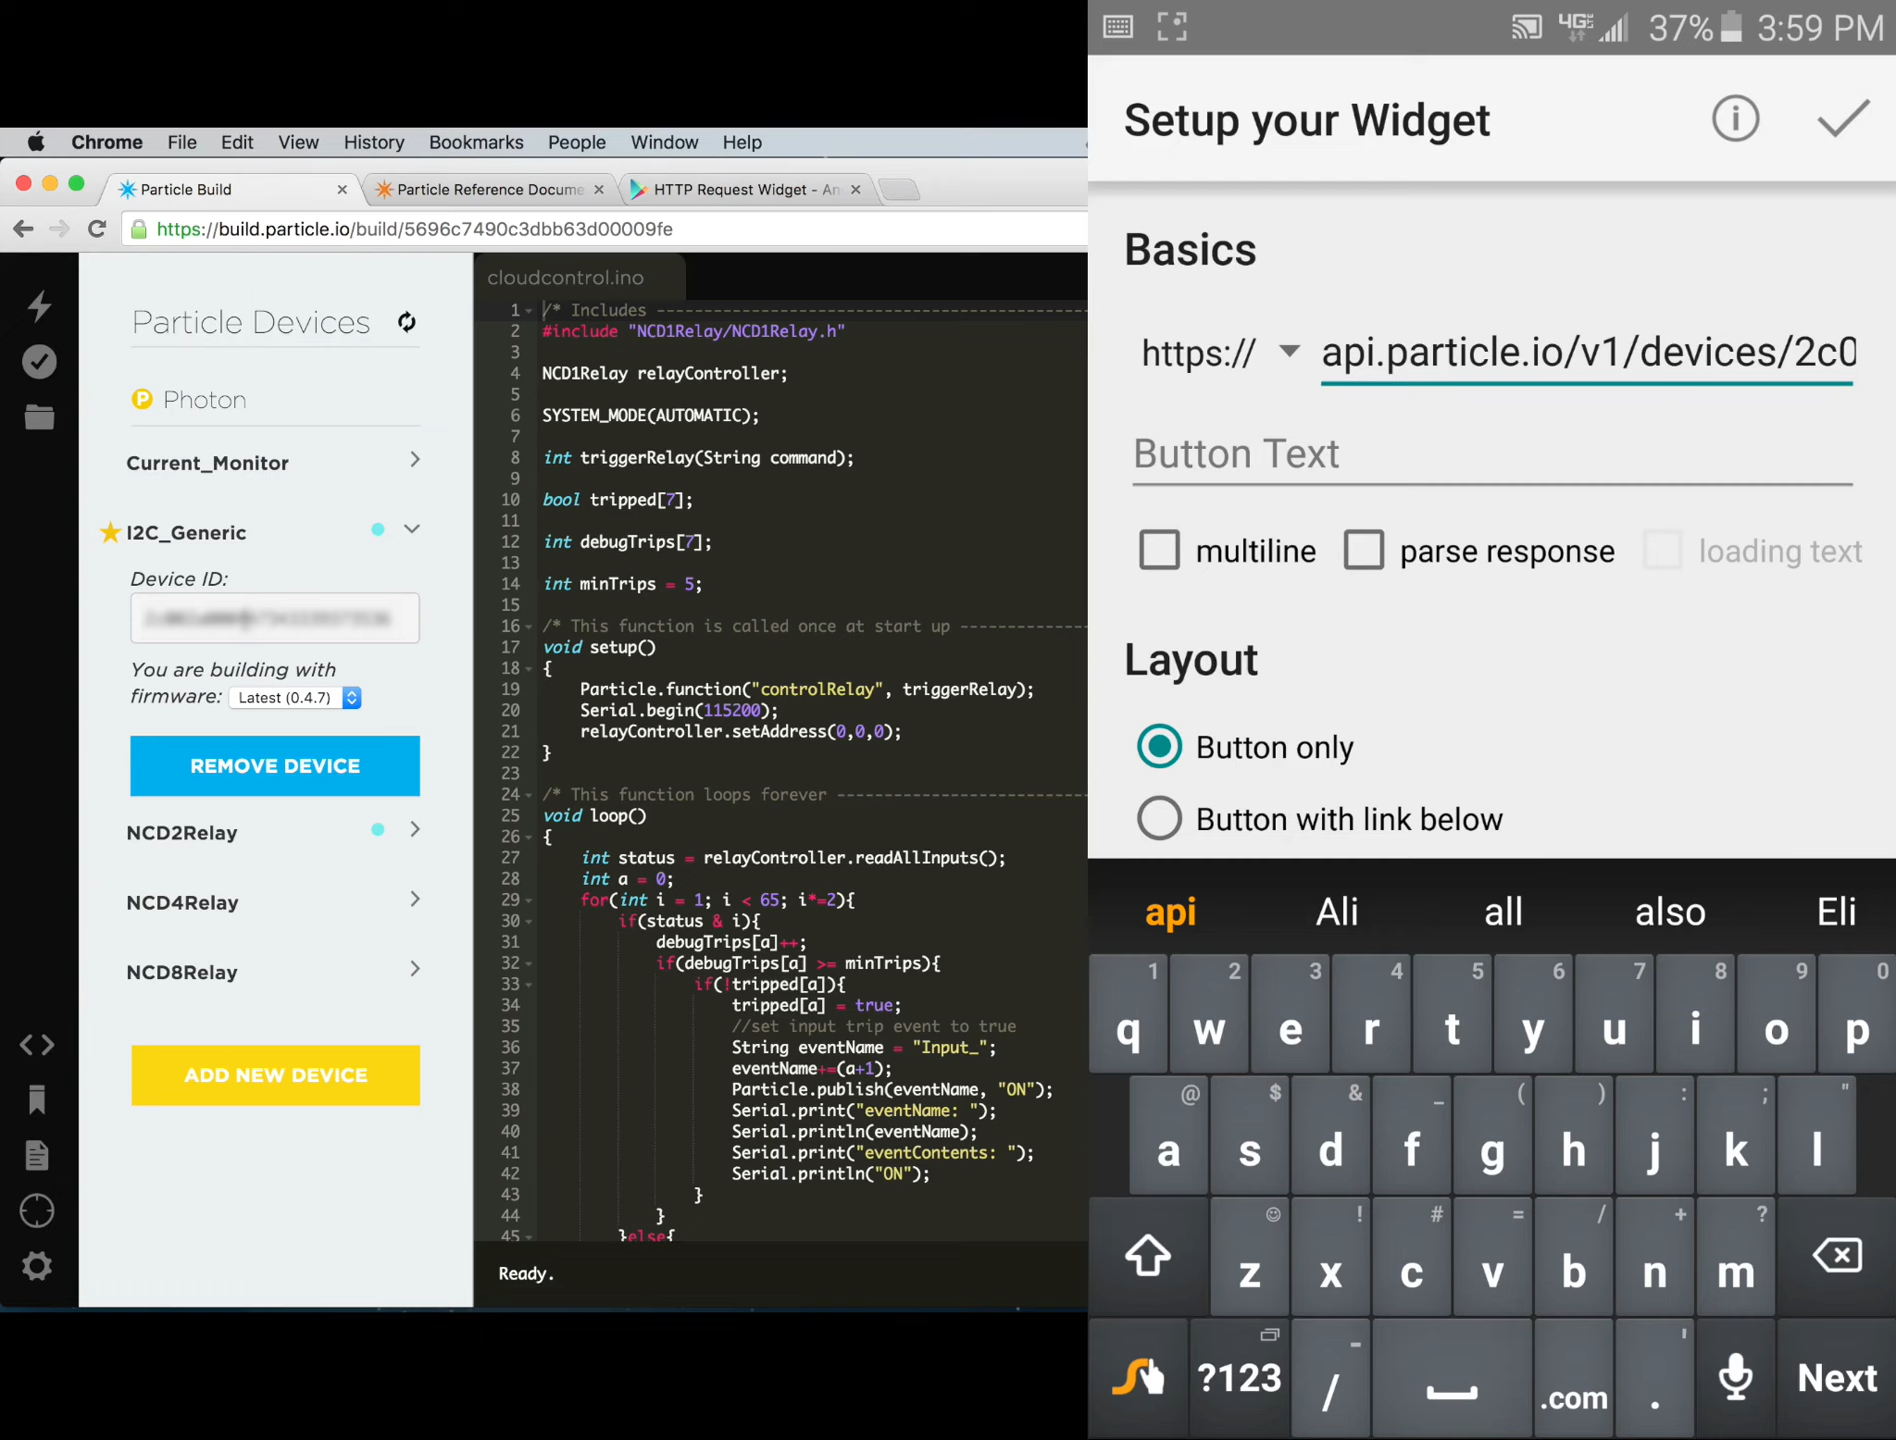 Chrome File Edit View History Bookmarks People Window Help
Particle Build
Particle Reference Docume
HTTP Request Widget - An
https://build.particle.io/build/5696c7490c3dbb63d00009fe
Particle Devices
P Photon
Current_Monitor
I2C_Generic
Device ID:
You are building with
firmware: Latest (0.4.7)
REMOVE DEVICE
NCD2Relay
NCD4Relay
NCD8Relay
ADD NEW DEVICE
cloudcontrol.ino
1 /* Includes ----------------------------------------------
2 #include "NCD1Relay/NCD1Relay.h"
3
4 NCD1Relay relayController;
5
6 SYSTEM_MODE(AUTOMATIC);
7
8 int triggerRelay(String command);
9
10 bool tripped[7];
11
12 int debugTrips[7];
13
14 int minTrips = 5;
15
16 /* This function is called once at start up --------------
17 void setup()
18 {
19 Particle.function("controlRelay", triggerRelay);
20 Serial.begin(115200);
21 relayController.setAddress(0,0,0);
22 }
23
24 /* This function loops forever ---------------------------
25 void loop()
26 {
27 int status = relayController.readAllInputs();
28 int a = 0;
29 for(int i = 1; i < 65; i*=2){
30 if(status & i){
31 debugTrips[a]++;
32 if(debugTrips[a] >= minTrips){
33 if(!tripped[a]){
34 tripped[a] = true;
35 //set input trip event to true
36 String eventName = "Input_";
37 eventName+=(a+1);
38 Particle.publish(eventName, "ON");
39 Serial.print("eventName: ");
40 Serial.println(eventName);
41 Serial.print("eventContents: ");
42 Serial.println("ON");
43 }
44 }
45 }else{
Ready.
4G LTE 37% 3:59 PM
Setup your Widget
Basics
https:// api.particle.io/v1/devices/2c0
Button Text
multiline parse response loading text
Layout
Button only
Button with link below
api Ali all also Eli
1 2 3 4 5 6 7 8 9 0
q w e r t y u i o p
@ $ & _ ( ) : ; "
a s d f g h j k l
! # = / + ?
z x c v b n m
- '
?123 / .com . Next